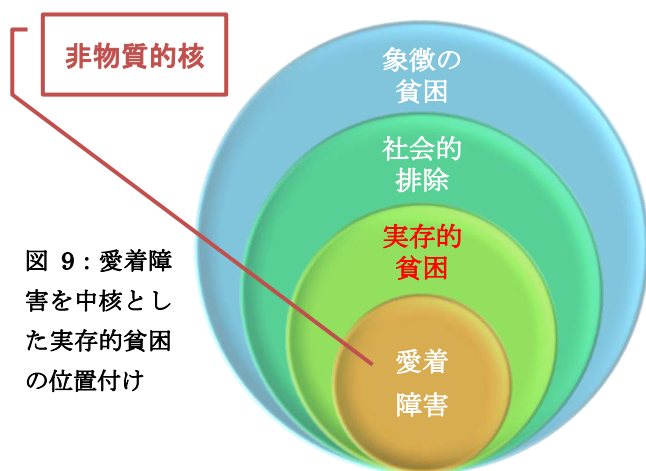 非物質的核
象徴の
貧困
社会的
排除
実存的
貧困
愛着
障害
図 9：愛着障
害を中核とし
た実存的貧困
の位置付け